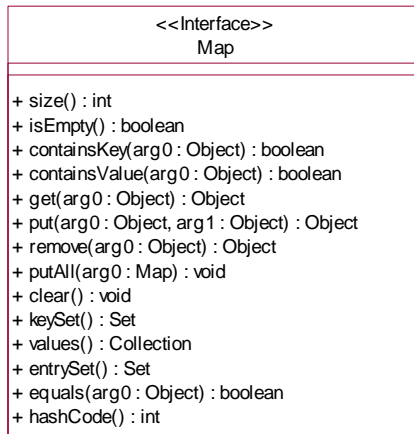 <<Interface>>
Map
+ size() : int
+ isEmpty() : boolean
+ containsKey(arg0 : Object) : boolean
+ containsValue(arg0 : Object) : boolean
+ get(arg0 : Object) : Object
+ put(arg0 : Object, arg1 : Object) : Object
+ remove(arg0 : Object) : Object
+ putAll(arg0 : Map) : void
+ clear() : void
+ keySet() : Set
+ values() : Collection
+ entrySet() : Set
+ equals(arg0 : Object) : boolean
+ hashCode() : int